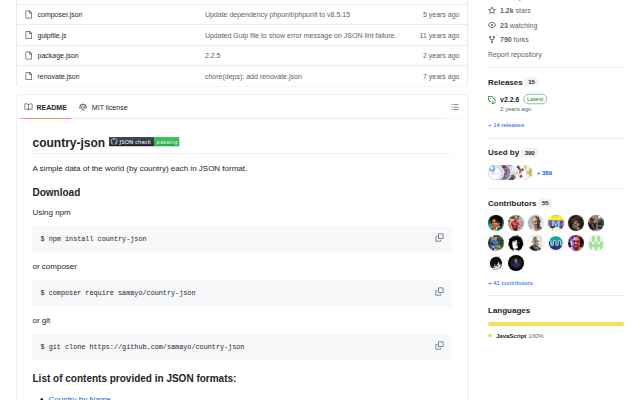 composer.json Update dependency phpunit/phpunit to v8.5.15 5 years ago
gulpfile.js Updated Gulp file to show error message on JSON lint failure. 11 years ago
package.json 2.2.5 2 years ago
renovate.json chore(deps): add renovate.json 7 years ago
README MIT license
country-json JSON check passing
A simple data of the world (by country) each in JSON format.
Download
Using npm
$ npm install country-json
or composer
$ composer require samayo/country-json
or git
$ git clone https://github.com/samayo/country-json
List of contents provided in JSON formats:
Country by Name
1.2k stars
23 watching
790 forks
Report repository
Releases 15
v2.2.6 Latest
2 years ago
+ 14 releases
Used by 390
+ 389
Contributors 55
+ 41 contributors
Languages
JavaScript 100%